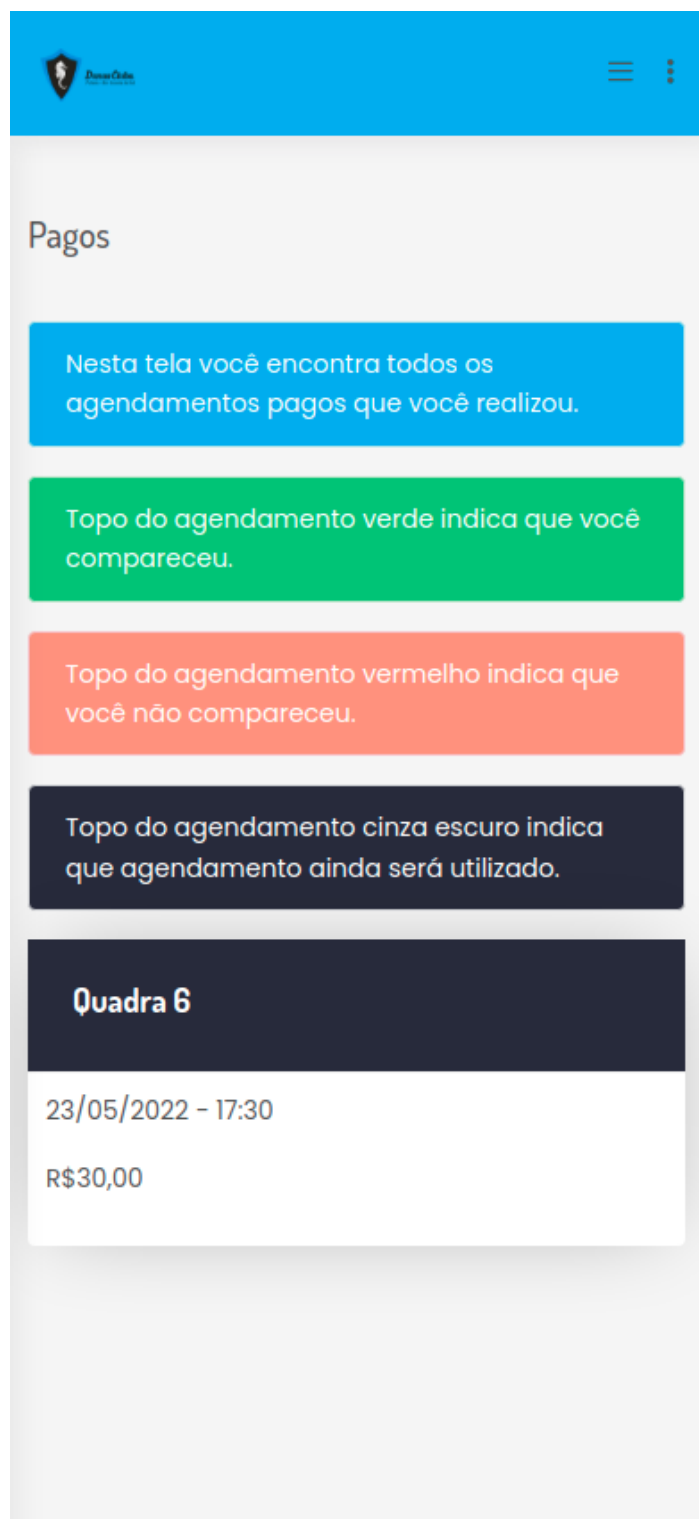 Pagos
Nesta tela você encontra todos os
agendamentos pagos que você realizou.
Topo do agendamento verde indica que você
compareceu.
Topo do agendamento vermelho indica que
você não compareceu.
Topo do agendamento cinza escuro indica
que agendamento ainda será utilizado.
Quadra 6
23/05/2022 - 17:30
R$30,00